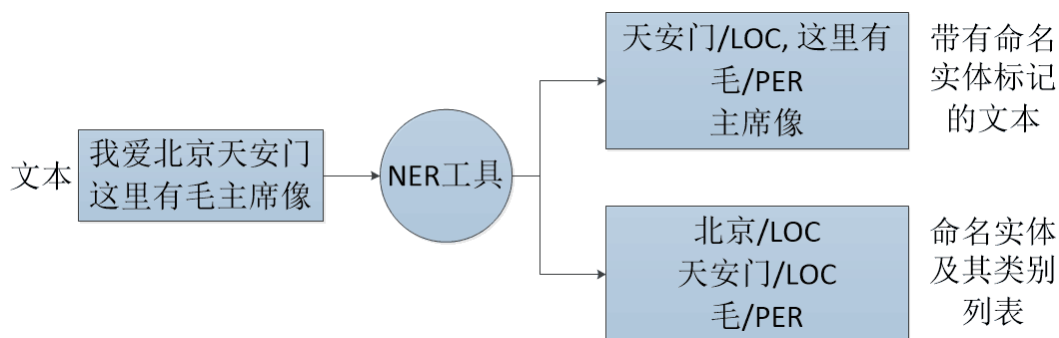 文本
我爱北京天安门
这里有毛主席像
NER工具
天安门/LOC, 这里有
毛/PER
主席像
带有命名
实体标记
的文本
北京/LOC
天安门/LOC
毛/PER
命名实体
及其类别
列表